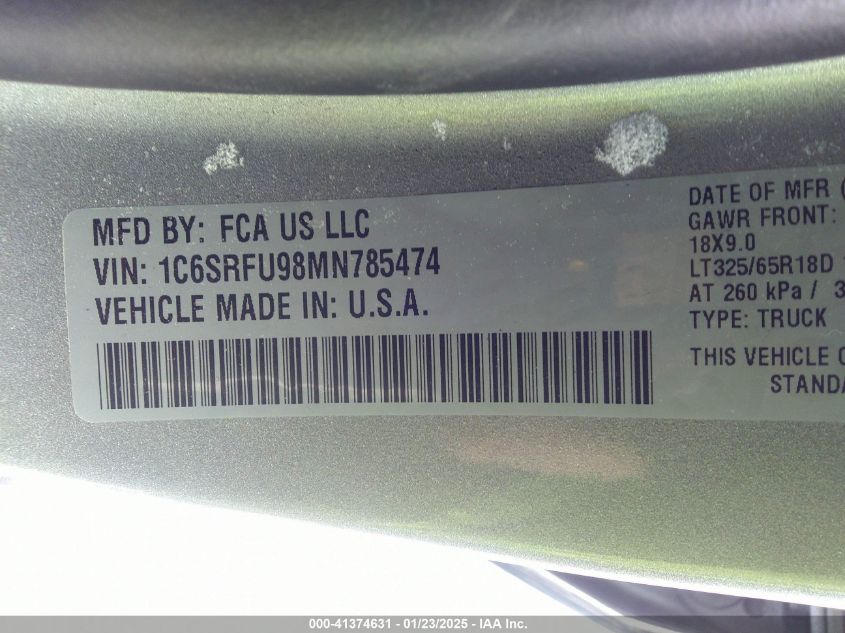 MFD BY: FCA US LLC
VIN: 1C6SRFU98MN785474
VEHICLE MADE IN: U.S.A.
DATE OF MFR (
GAWR FRONT:
18X9.0
LT325/65R18D
AT 260 kPa / 3
TYPE: TRUCK
THIS VEHICLE
STANDA
000-41374631 - 01/23/2025 - IAA Inc.